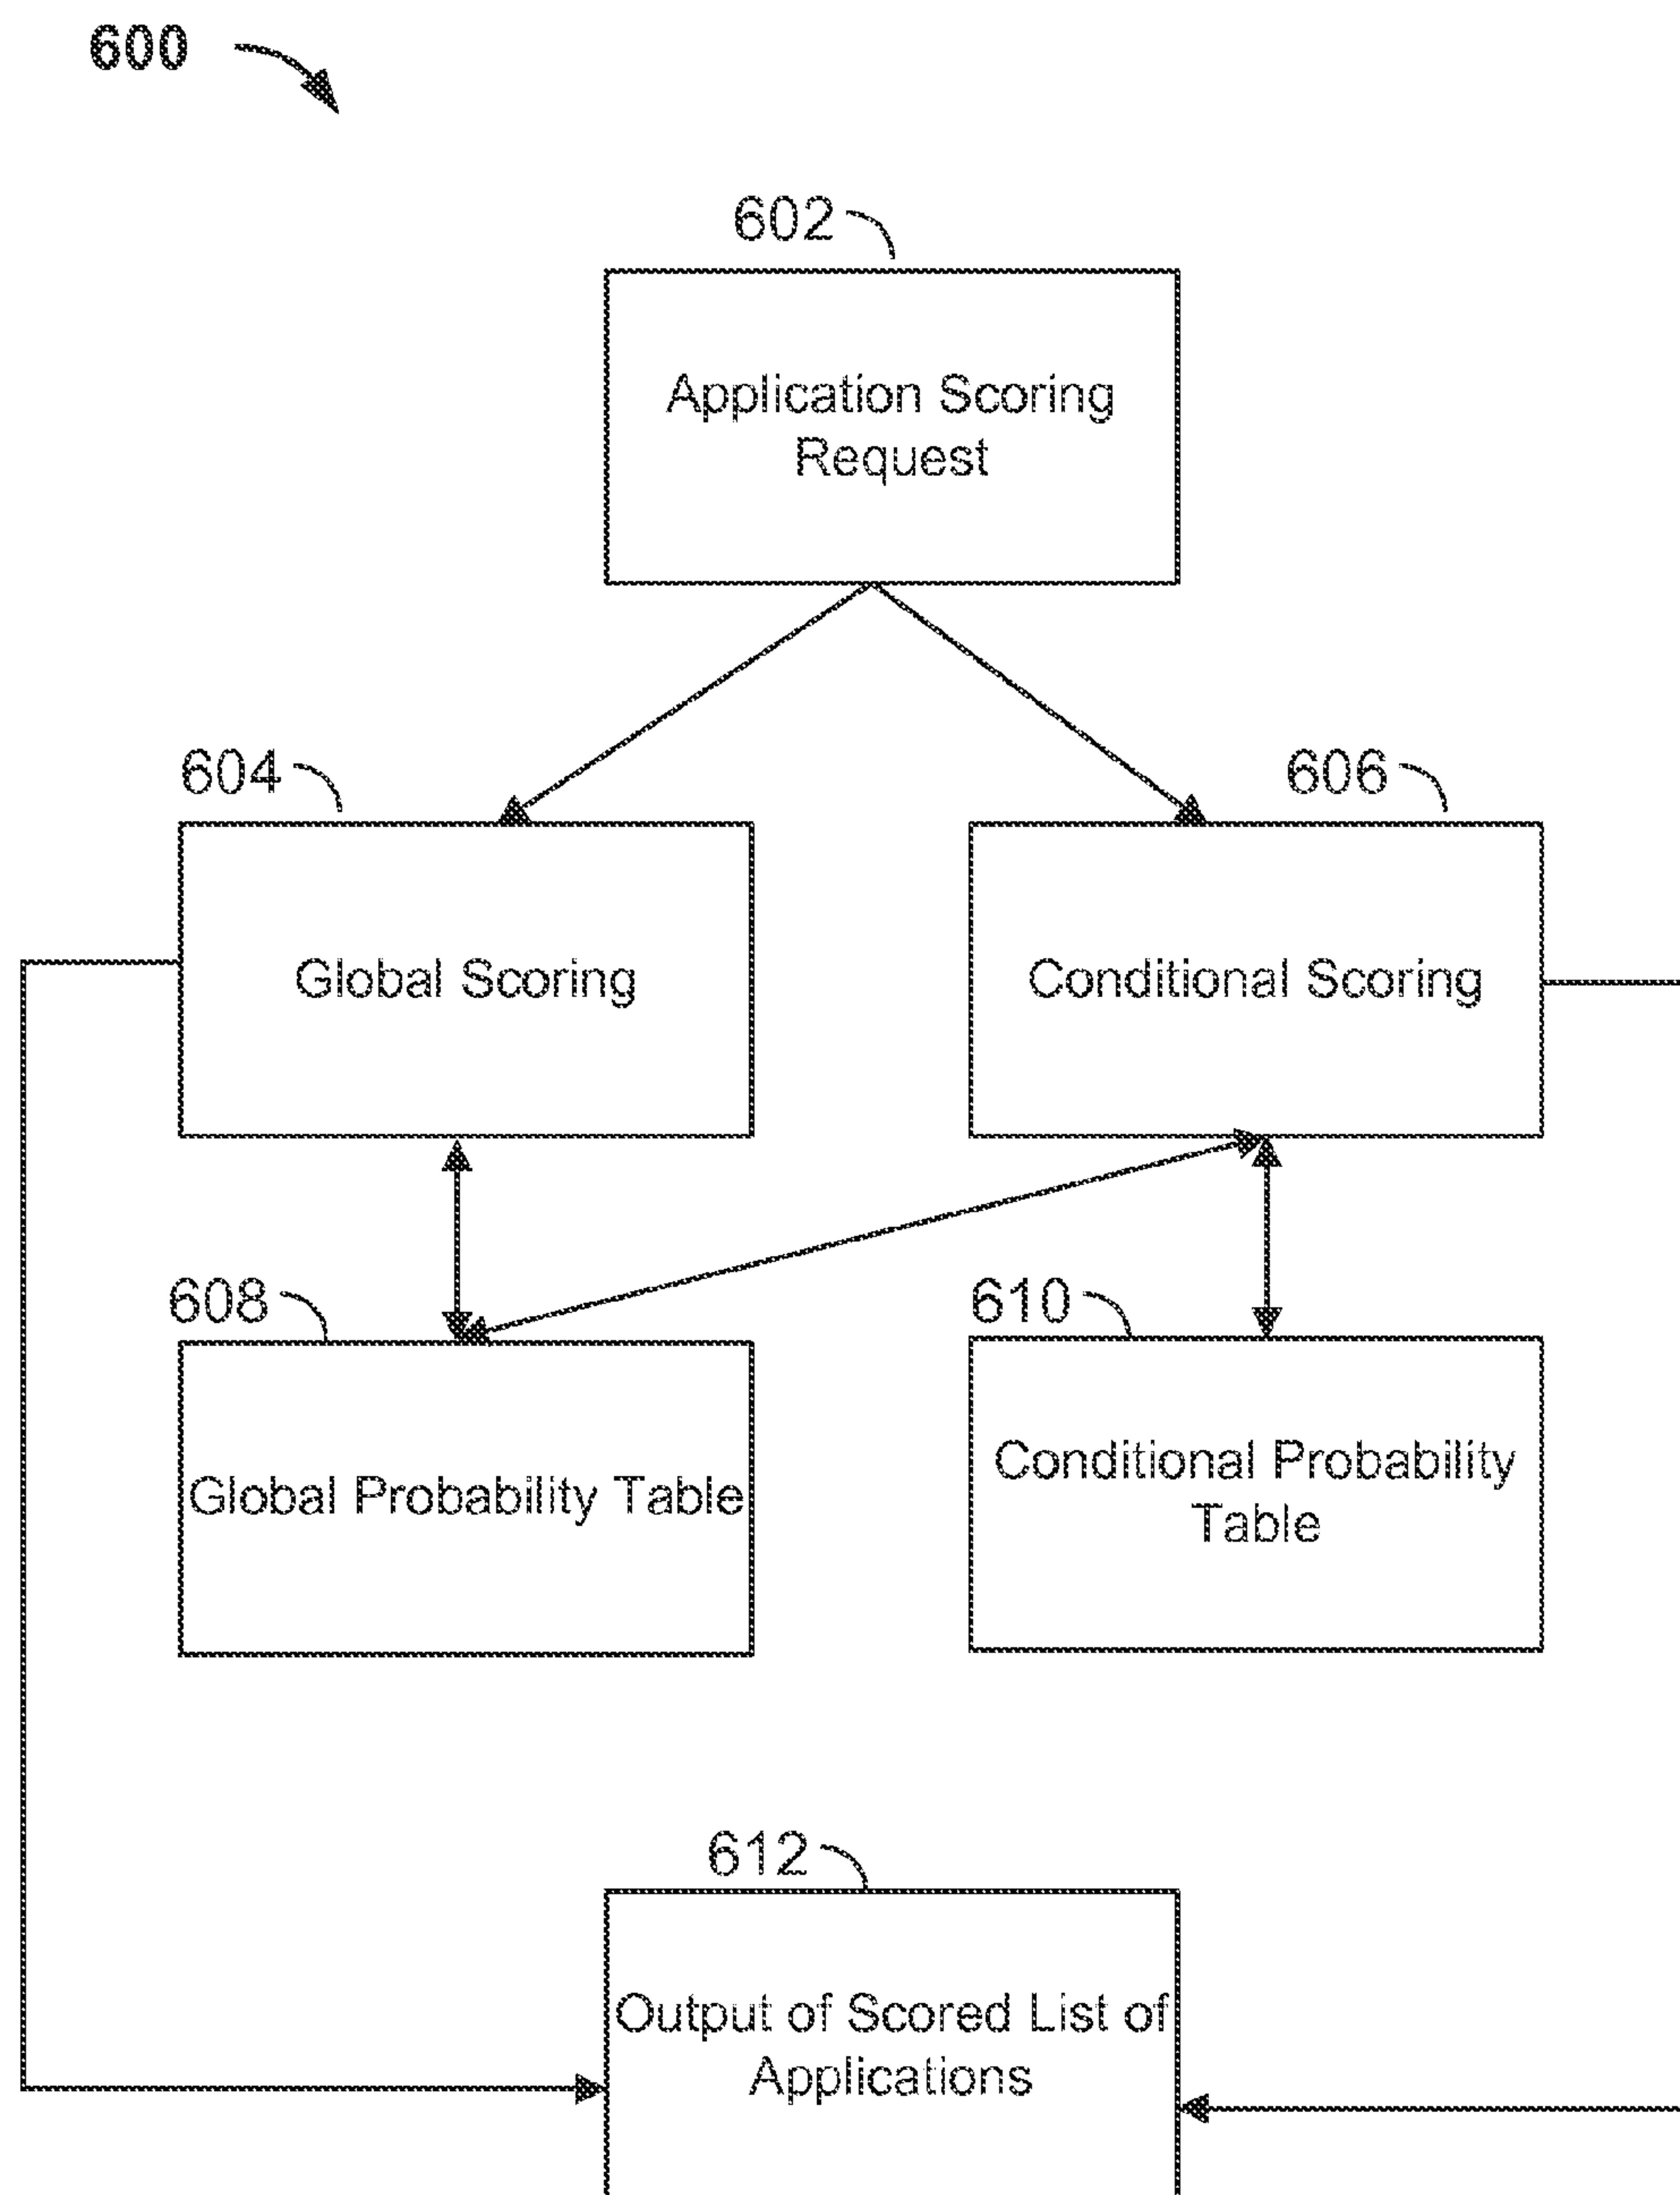 600
602
Application Scoring
Request
604
606
Global Scoring
Conditional Scoring
608
610
Global Probability Table
Conditional Probability
Table
612
Output of Scored List of
Applications